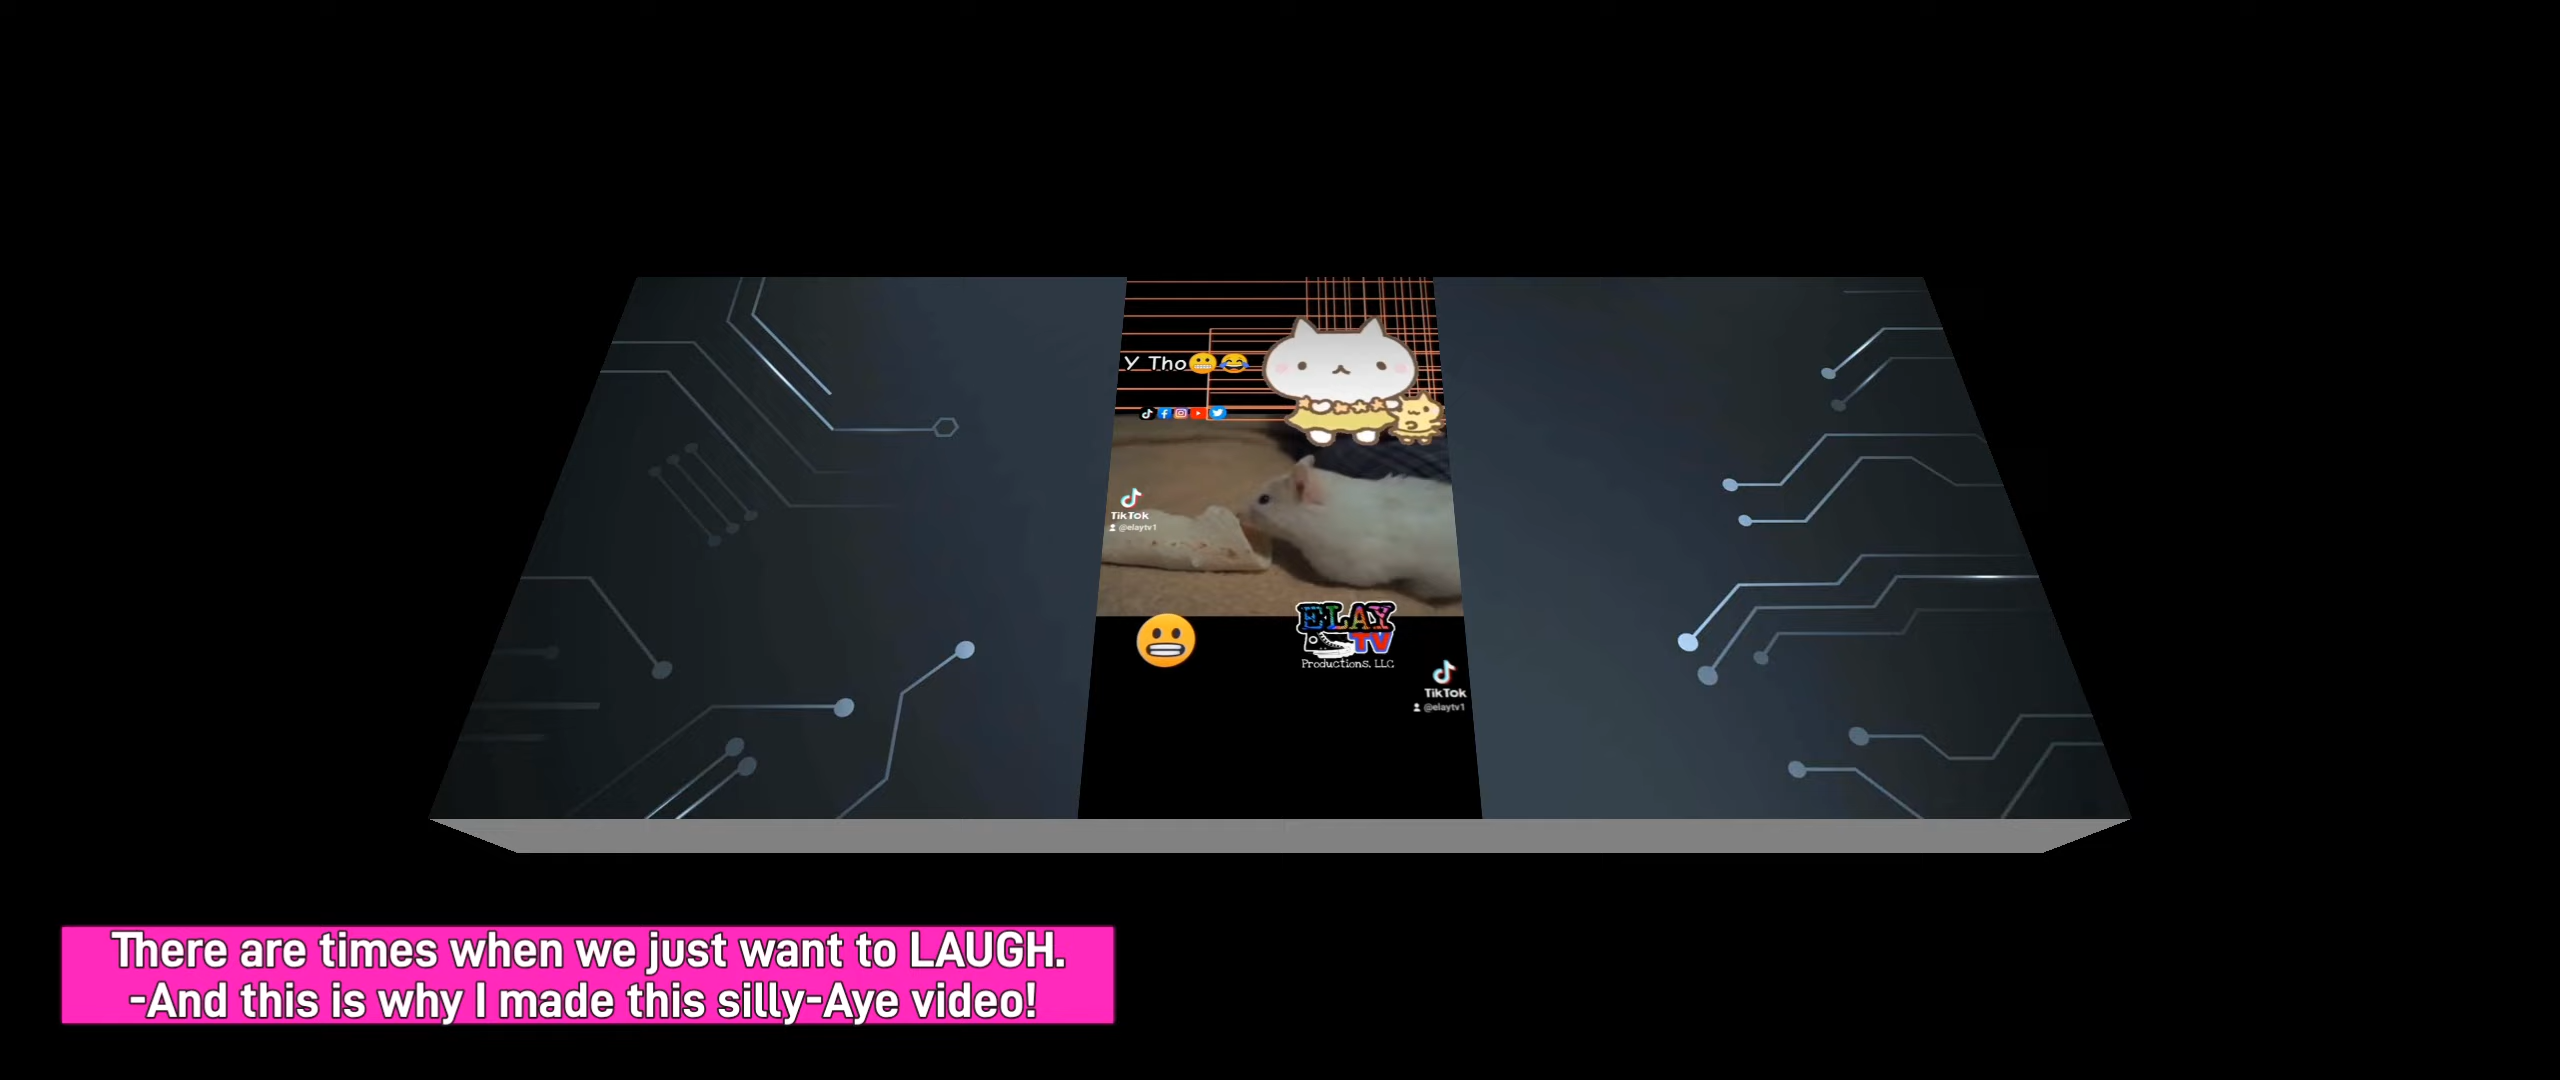 Y Tho😬😂
TikTok
@elaytv1
ELAY
TV
Productions, LLC
TikTok
@elaytv1
There are times when we just want to LAUGH.
-And this is why I made this silly-Aye video!